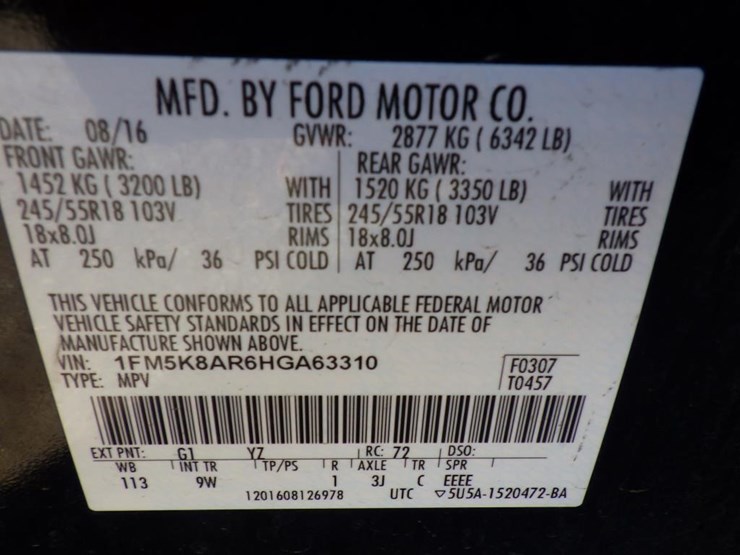 MFD. BY FORD MOTOR CO.
DATE: 08/16 GVWR: 2877 KG ( 6342 LB)
FRONT GAWR: REAR GAWR:
1452 KG ( 3200 LB) WITH 1520 KG ( 3350 LB) WITH
245/55R18 103V TIRES 245/55R18 103V TIRES
18x8.0J RIMS 18x8.0J RIMS
AT 250 kPa/ 36 PSI COLD AT 250 kPa/ 36 PSI COLD
THIS VEHICLE CONFORMS TO ALL APPLICABLE FEDERAL MOTOR
VEHICLE SAFETY STANDARDS IN EFFECT ON THE DATE OF
MANUFACTURE SHOWN ABOVE.
VIN: 1FM5K8AR6HGA63310 F0307
TYPE: MPV T0457
EXT PNT: G1 YZ RC: 72 DSO:
WB INT TR TP/PS R AXLE TR SPR
113 9W 1 3J C EEEE
1201608126978 UTC ▽5U5A-1520472-BA